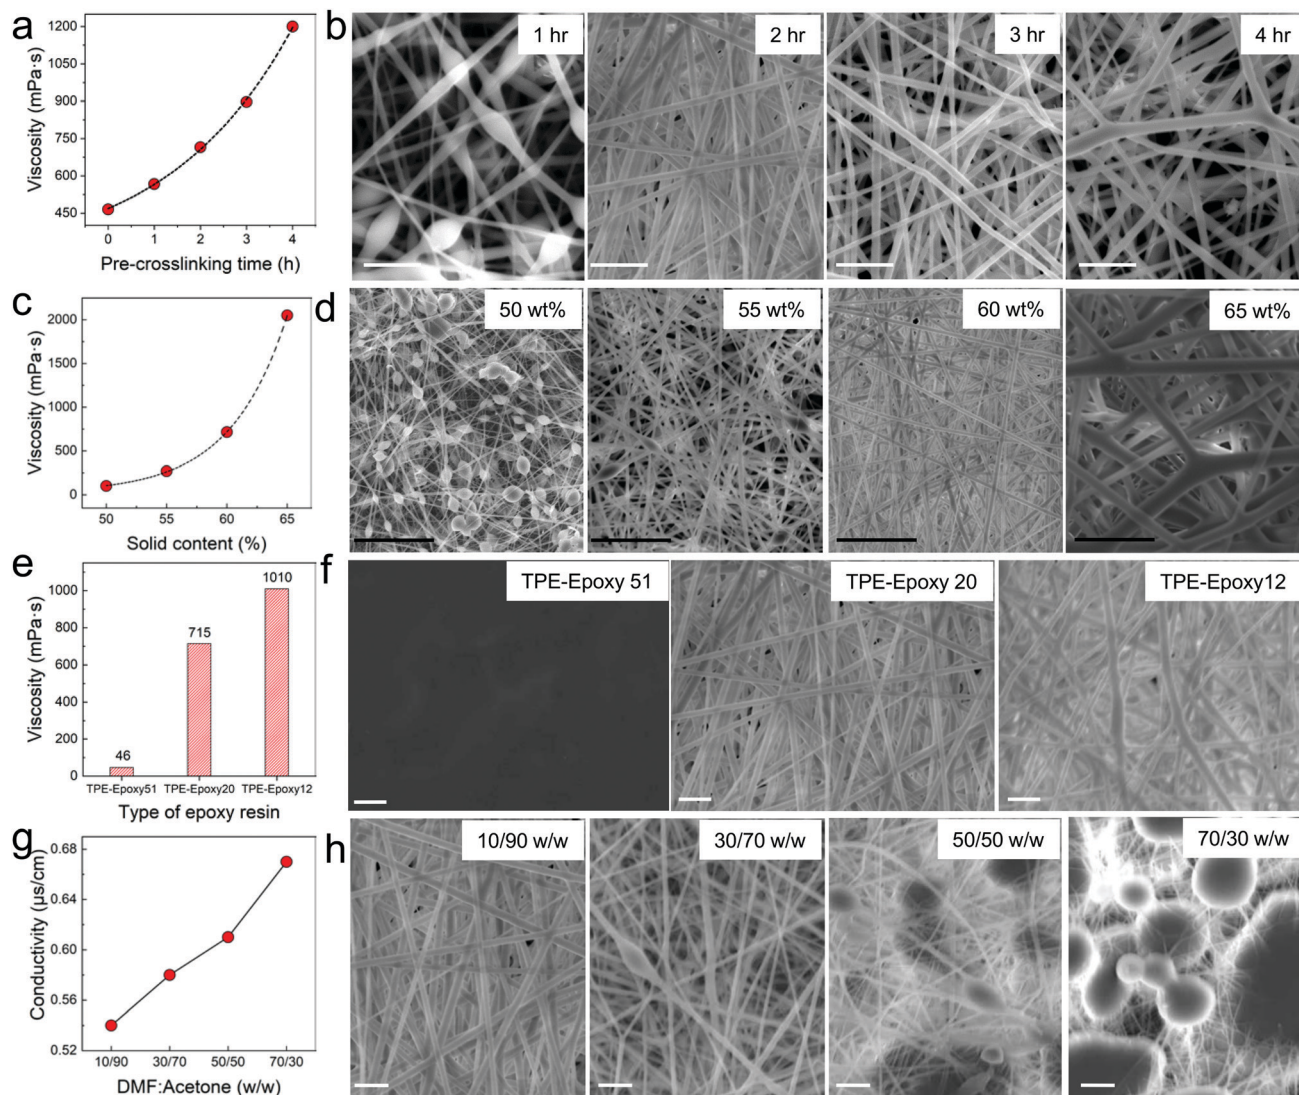 a
1200
1050
900
750
600
450
Viscosity (mPa·s)
0 1 2 3 4
Pre-crosslinking time (h)
b
1 hr
2 hr
3 hr
4 hr
c
2000
1500
1000
500
0
Viscosity (mPa·s)
50 55 60 65
Solid content (%)
d
50 wt%
55 wt%
60 wt%
65 wt%
e
1000
800
600
400
200
0
Viscosity (mPa·s)
46
715
1010
TPE-Epoxy51 TPE-Epoxy20 TPE-Epoxy12
Type of epoxy resin
f
TPE-Epoxy 51
TPE-Epoxy 20
TPE-Epoxy12
g
0.68
0.64
0.60
0.56
0.52
Conductivity (μs/cm)
10/90 30/70 50/50 70/30
DMF:Acetone (w/w)
h
10/90 w/w
30/70 w/w
50/50 w/w
70/30 w/w